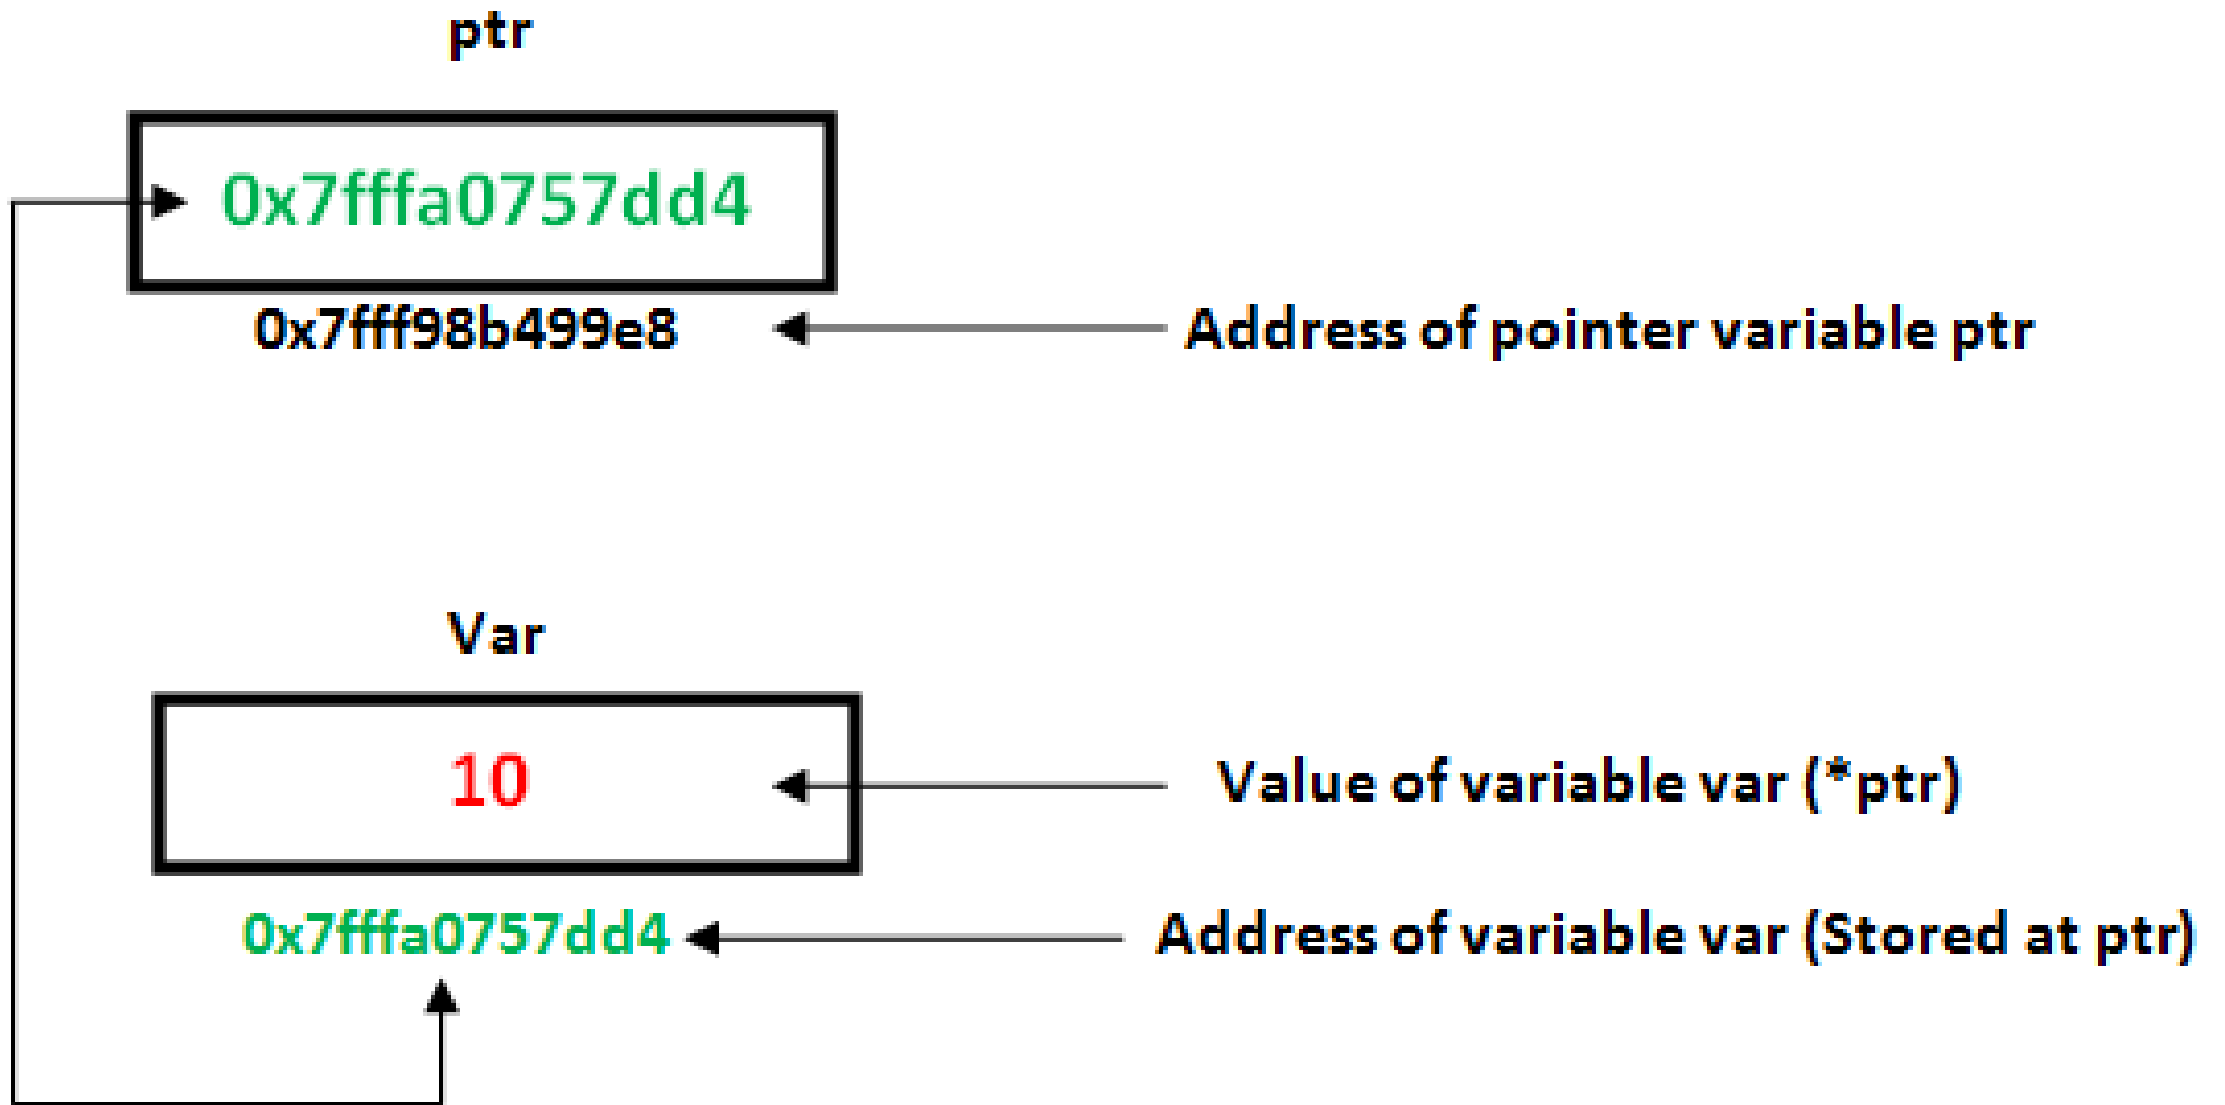 ptr
0x7fffa0757dd4
0x7fff98b499e8 Address of pointer variable ptr
Var
10 Value of variable var (*ptr)
0x7fffa0757dd4 Address of variable var (Stored at ptr)